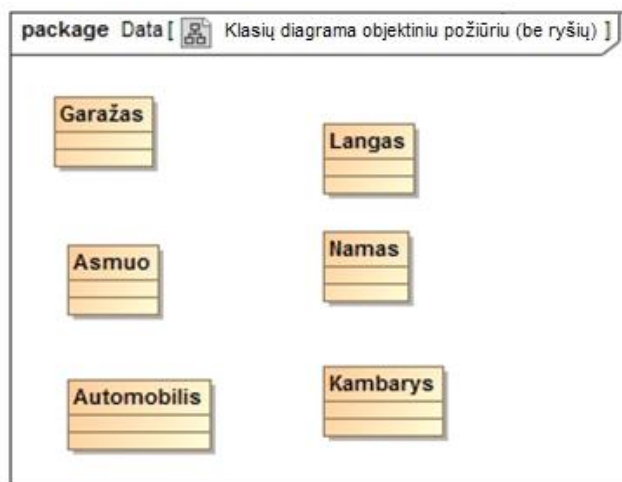 package Data [ Klasių diagrama objektiniu požiūriu (be ryšių) ]
Garažas
Langas
Asmuo
Namas
Automobilis
Kambarys